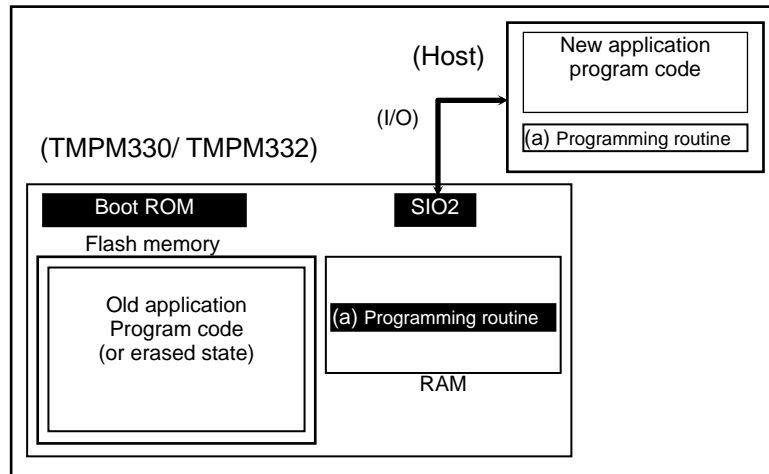 (Host)
New application
program code
(a) Programming routine
(I/O)
(TMPM330/ TMPM332)
Boot ROM
SIO2
Flash memory
Old application
Program code
(or erased state)
(a) Programming routine
RAM